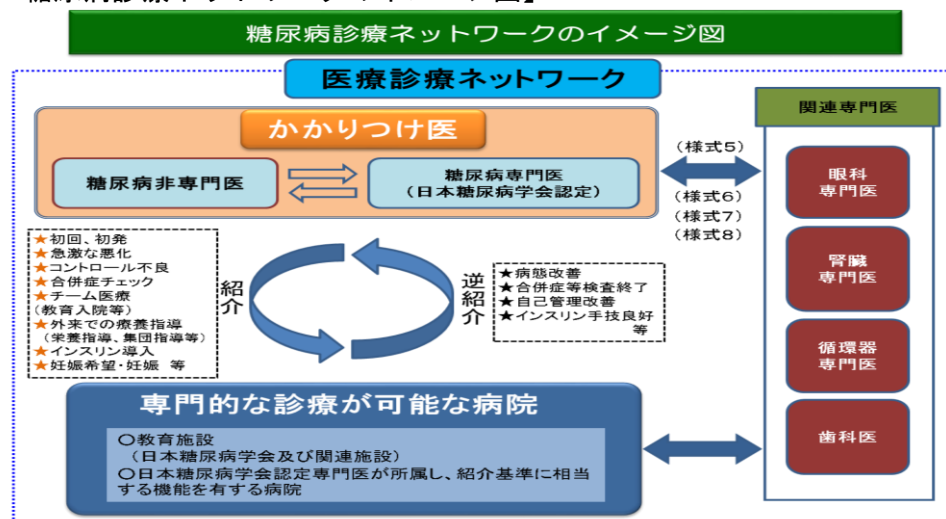 糖尿病診療ネットワークのイメージ図
医療診療ネットワーク
かかりつけ医
糖尿病非専門医
糖尿病専門医
(日本糖尿病学会認定)
(様式5)
(様式6)
(様式7)
(様式8)
関連専門医
眼科
専門医
腎臓
専門医
循環器
専門医
歯科医
★初回、初発
★急激な悪化
★コントロール不良
★合併症チェック
★チーム医療
(教育入院等)
★外来での療養指導
(栄養指導、集団指導等)
★インスリン導入
★妊娠希望・妊娠 等
紹介
逆紹介
★病態改善
★合併症等検査終了
★自己管理改善
★インスリン手技良好
等
専門的な診療が可能な病院
○教育施設
(日本糖尿病学会及び関連施設)
○日本糖尿病学会認定専門医が所属し、紹介基準に相当
する機能を有する病院